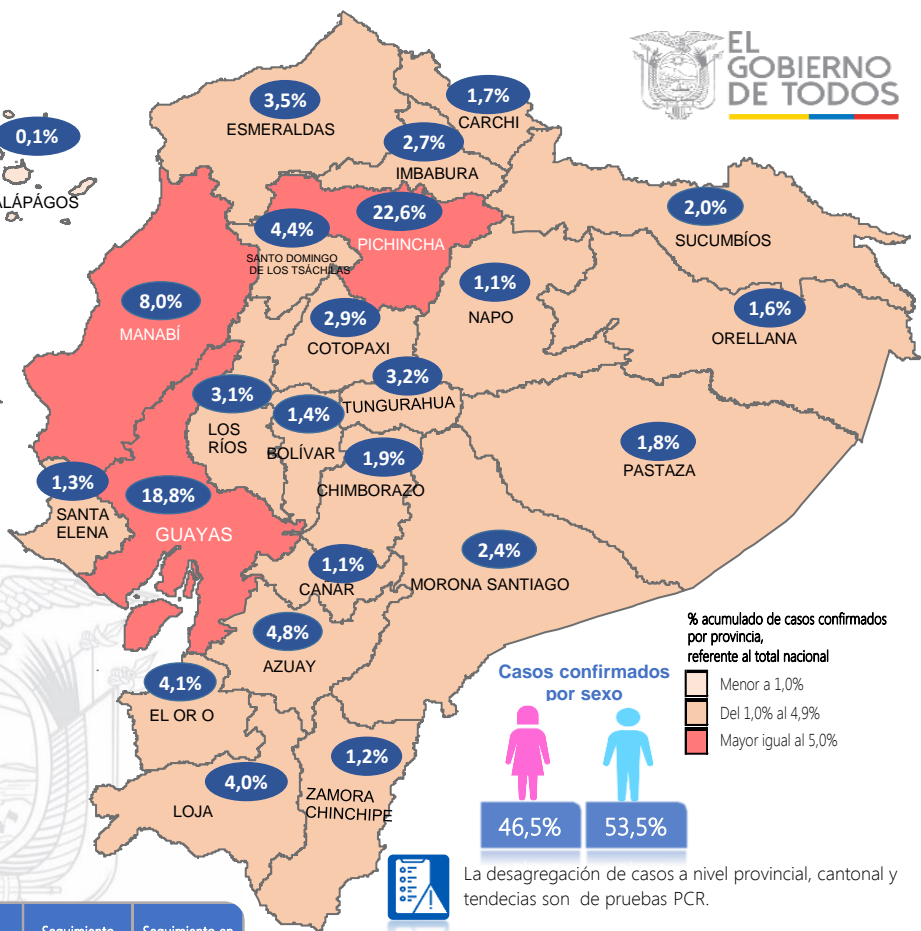 EL
GOBIERNO
DE TODOS
3,5%
ESMERALDAS
1,7%
CARCHI
0,1%
ALÁPÁGOS
2,7%
IMBABURA
22,6%
PICHINCHA
2,0%
SUCUMBÍOS
4,4%
SANTO DOMINGO
DE LOS TSÁCHILAS
1,1%
NAPO
8,0%
MANABÍ
1,6%
ORELLANA
2,9%
COTOPAXI
3,2%
TUNGURAHUA
3,1%
LOS
RÍOS
1,4%
BOLÍVAR
1,8%
PASTAZA
1,9%
CHIMBORAZO
1,3%
SANTA
ELENA
18,8%
GUAYAS
2,4%
MORONA SANTIAGO
1,1%
CAÑAR
4,8%
AZUAY
4,1%
EL OR O
4,0%
LOJA
1,2%
ZAMORA
CHINCHIPE
% acumulado de casos confirmados
por provincia,
referente al total nacional
Menor a 1,0%
Del 1,0% al 4,9%
Mayor igual al 5,0%
Casos confirmados
por sexo
46,5%
53,5%
La desagregación de casos a nivel provincial, cantonal y
tendecias son de pruebas PCR.
Seguimiento
Seguimiento en